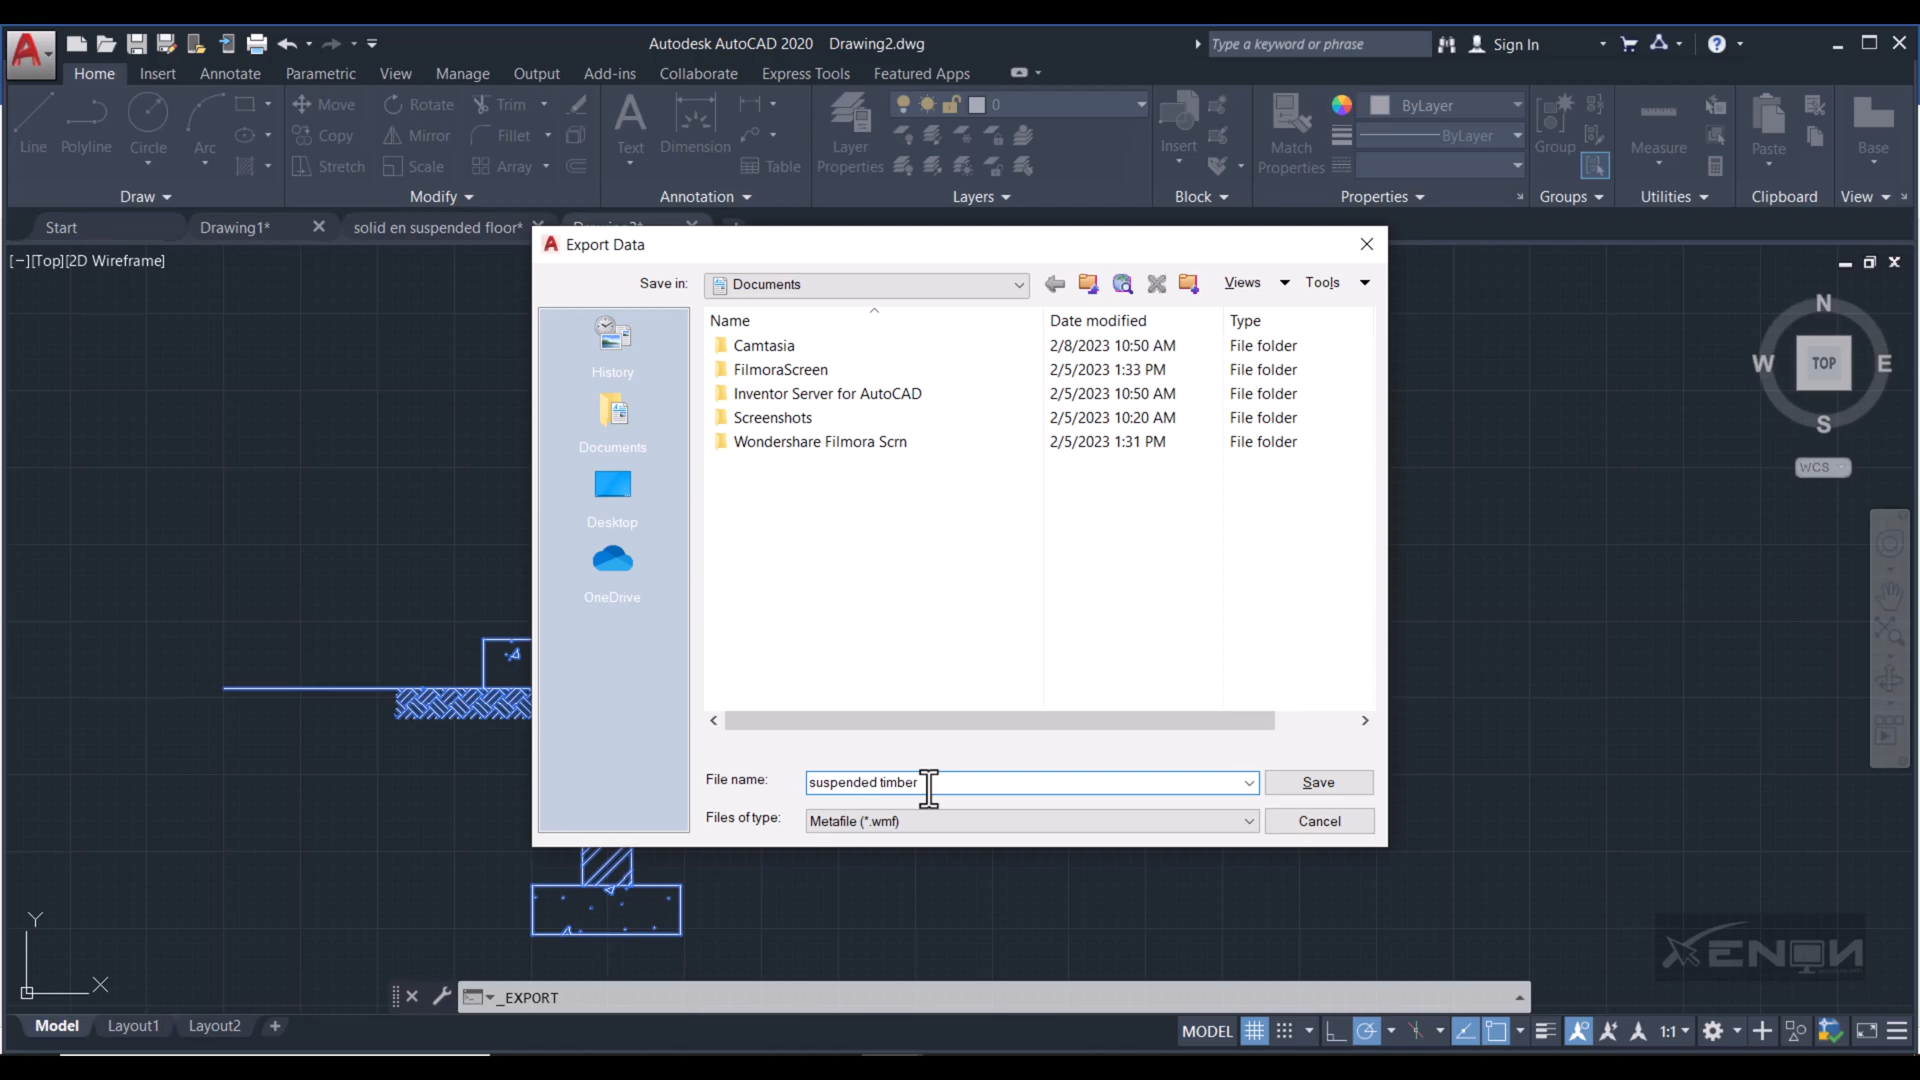 Autodesk AutoCAD 2020 Drawing2.dwg
Type a keyword or phrase
Sign In
Home Insert Annotate Parametric View Manage Output Add-ins Collaborate Express Tools Featured Apps
Line Polyline Circle Arc
Move Rotate Trim
Copy Mirror Fillet
Stretch Scale Array
Text Dimension Table
Layer Properties
0
Insert
Match Properties
ByLayer
ByLayer
Group
Measure
Paste
Base
Draw Modify Annotation Layers Block Properties Groups Utilities Clipboard View
Start Drawing1* solid en suspended floor*
[−][Top][2D Wireframe]
Export Data
Save in: Documents Views Tools
Name Date modified Type
Camtasia 2/8/2023 10:50 AM File folder
FilmoraScreen 2/5/2023 1:33 PM File folder
Inventor Server for AutoCAD 2/5/2023 10:50 AM File folder
Screenshots 2/5/2023 10:20 AM File folder
Wondershare Filmora Scrn 2/5/2023 1:31 PM File folder
History
Documents
Desktop
OneDrive
File name: suspended timber Save
Files of type: Metafile (*.wmf) Cancel
N
W TOP E
S
WCS
Y
X
XENON
_EXPORT
Model Layout1 Layout2
MODEL 1:1